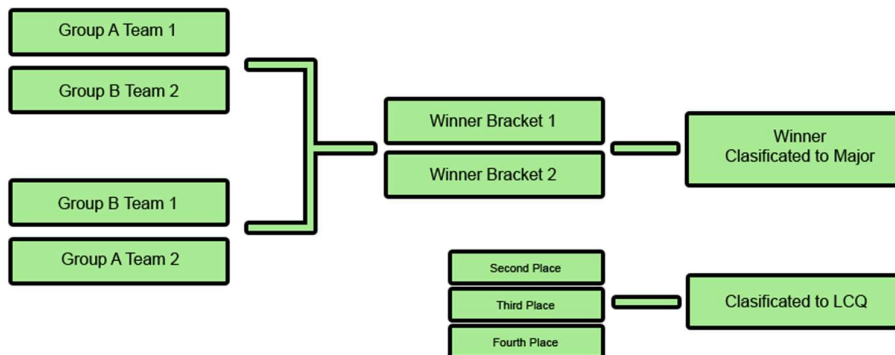 Group A Team 1
Group B Team 2
Group B Team 1
Group A Team 2
Winner Bracket 1
Winner Bracket 2
Winner
Clasificated to Major
Second Place
Third Place
Fourth Place
Clasificated to LCQ